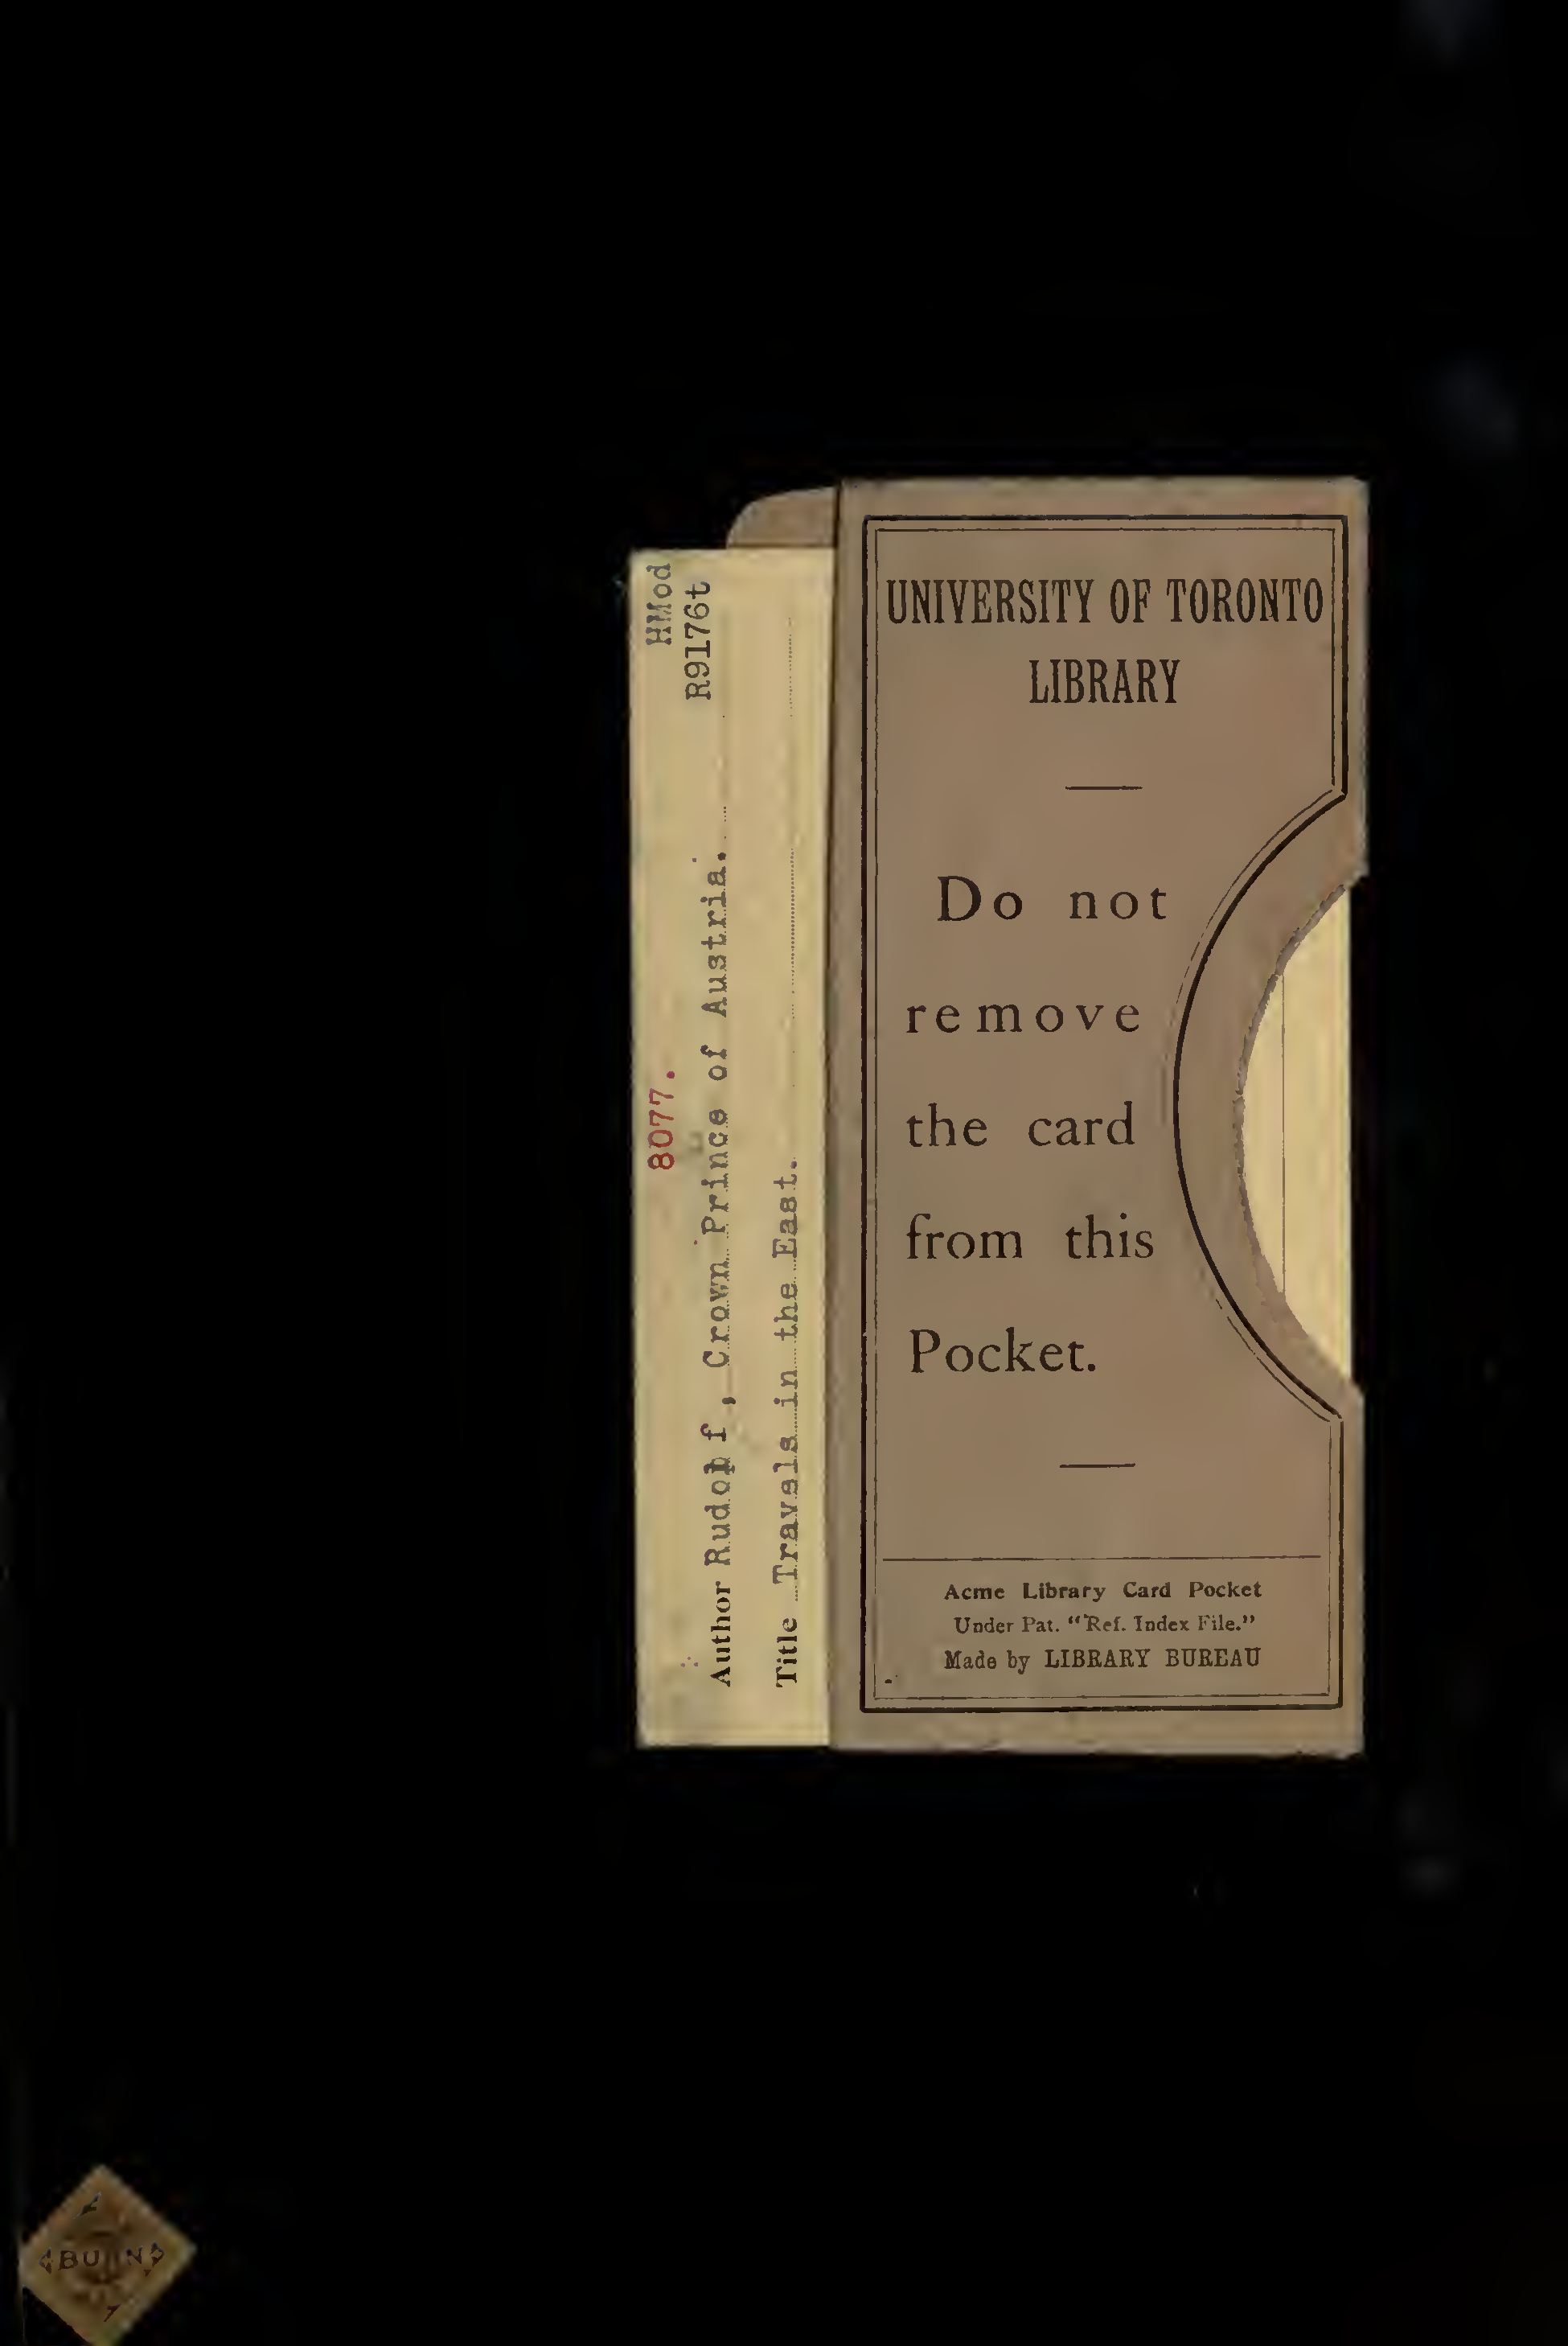 HMod
R9176t
8077.
Author Rudolf, Crown Prince of Austria.
Title Travels in the East.
UNIVERSITY OF TORONTO
LIBRARY
Do not
remove
the card
from this
Pocket.
Acme Library Card Pocket
Under Pat. "Ref. Index File."
Made by LIBRARY BUREAU